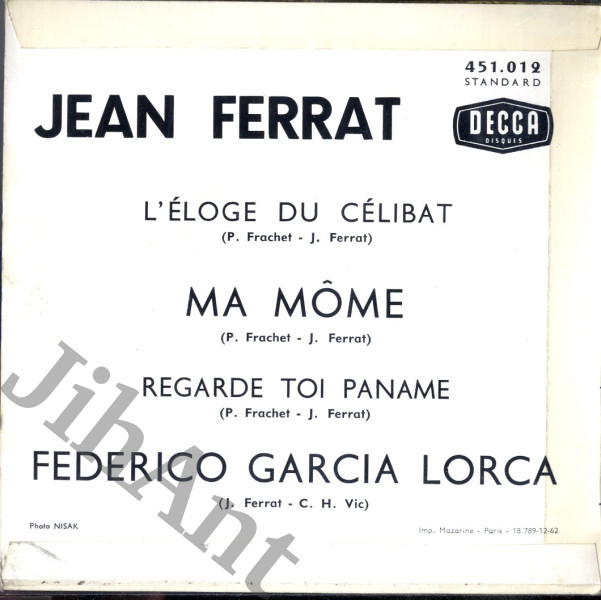 451.012
STANDARD
JEAN FERRAT
DECCA
DISQUES
L'ÉLOGE DU CÉLIBAT
(P. Frachet - J. Ferrat)
MA MÔME
(P. Frachet - J. Ferrat)
REGARDE TOI PANAME
(P. Frachet - J. Ferrat)
FEDERICO GARCIA LORCA
(J. Ferrat - C. H. Vic)
Photo NISAK
Imp. Mazarine - Paris - 18.789-12-62
JihAnt